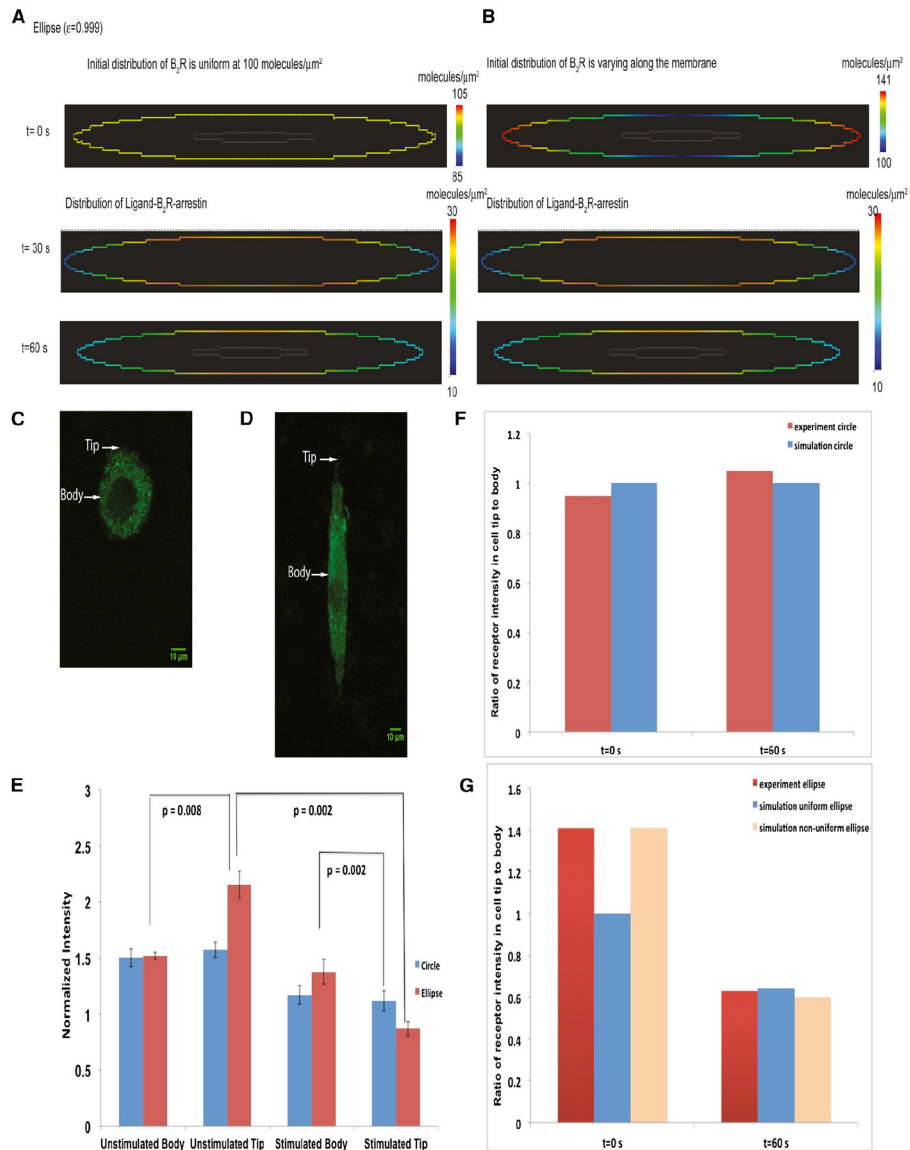 A
B
Ellipse (ε=0.999)
Initial distribution of B2R is uniform at 100 molecules/μm²
Initial distribution of B2R is varying along the membrane
molecules/μm²
105
85
molecules/μm²
141
100
t= 0 s
Distribution of Ligand-B2R-arrestin
molecules/μm²
30
10
Distribution of Ligand-B2R-arrestin
molecules/μm²
30
10
t= 30 s
t=60 s
C
Tip
Body
10 μm
D
Tip
Body
10 μm
F
experiment circle
simulation circle
Ratio of receptor intensity in cell tip to body
1.2
1
0.8
0.6
0.4
0.2
0
t=0 s
t=60 s
E
p = 0.008
p = 0.002
p = 0.002
Normalized Intensity
3
2.5
2
1.5
1
0.5
0
Circle
Ellipse
Unstimulated Body
Unstimulated Tip
Stimulated Body
Stimulated Tip
G
experiment ellipse
simulation uniform ellipse
simulation non-uniform ellipse
Ratio of receptor intensity in cell tip to body
1.6
1.4
1.2
1
0.8
0.6
0.4
0.2
0
t=0 s
t=60 s